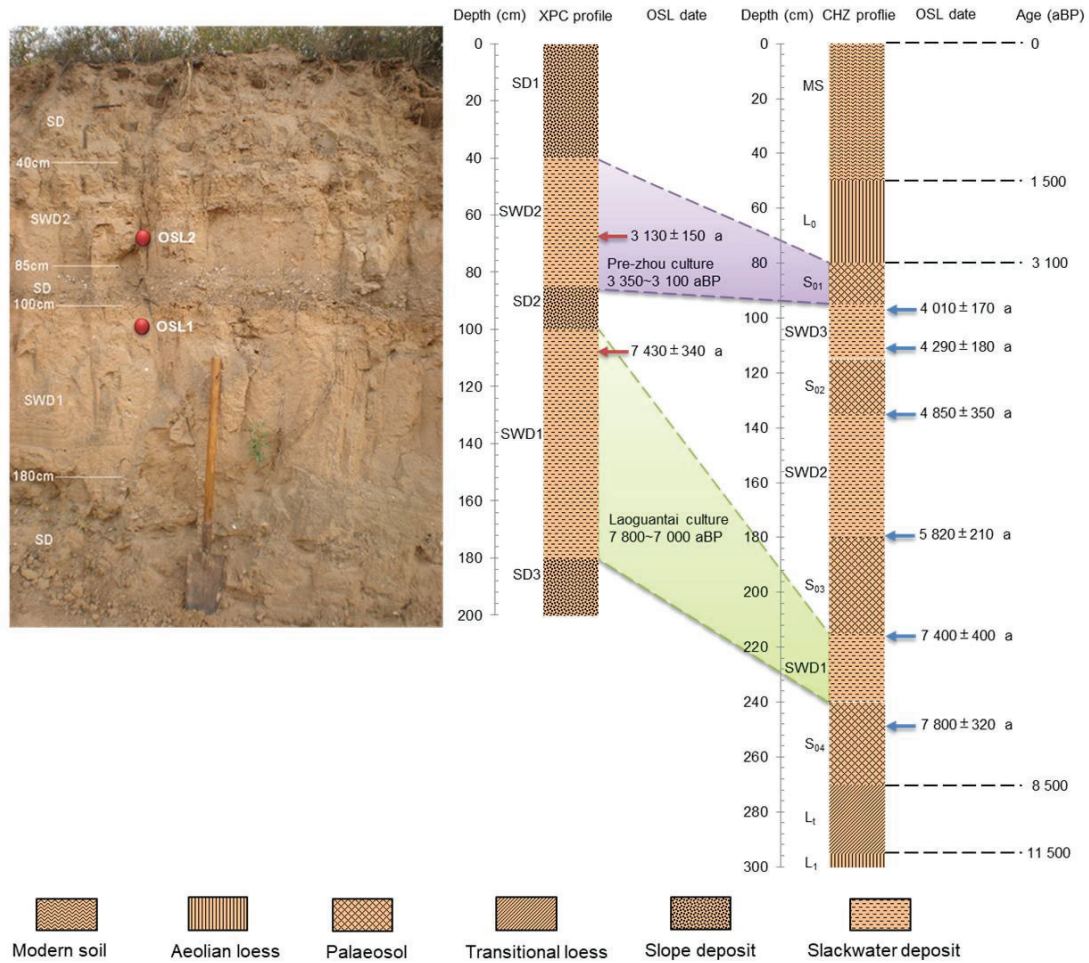 Depth (cm) XPC profile OSL date Depth (cm) CHZ proflie OSL date Age (aBP)
SD
40cm
SWD2
OSL2
85cm
SD
100cm
OSL1
SWD1
180cm
SD
0
20
40
60
80
100
120
140
160
180
200
SD1
SWD2
SD2
SWD1
SD3
3 130±150 a
Pre-zhou culture
3 350~3 100 aBP
7 430±340 a
Laoguantai culture
7 800~7 000 aBP
0
20
40
60
80
100
120
140
160
180
200
220
240
260
280
300
MS
L0
S01
SWD3
S02
SWD2
S03
SWD1
S04
Lt
L1
4 010±170 a
4 290±180 a
4 850±350 a
5 820±210 a
7 400±400 a
7 800±320 a
0
1 500
3 100
8 500
11 500
Modern soil
Aeolian loess
Palaeosol
Transitional loess
Slope deposit
Slackwater deposit